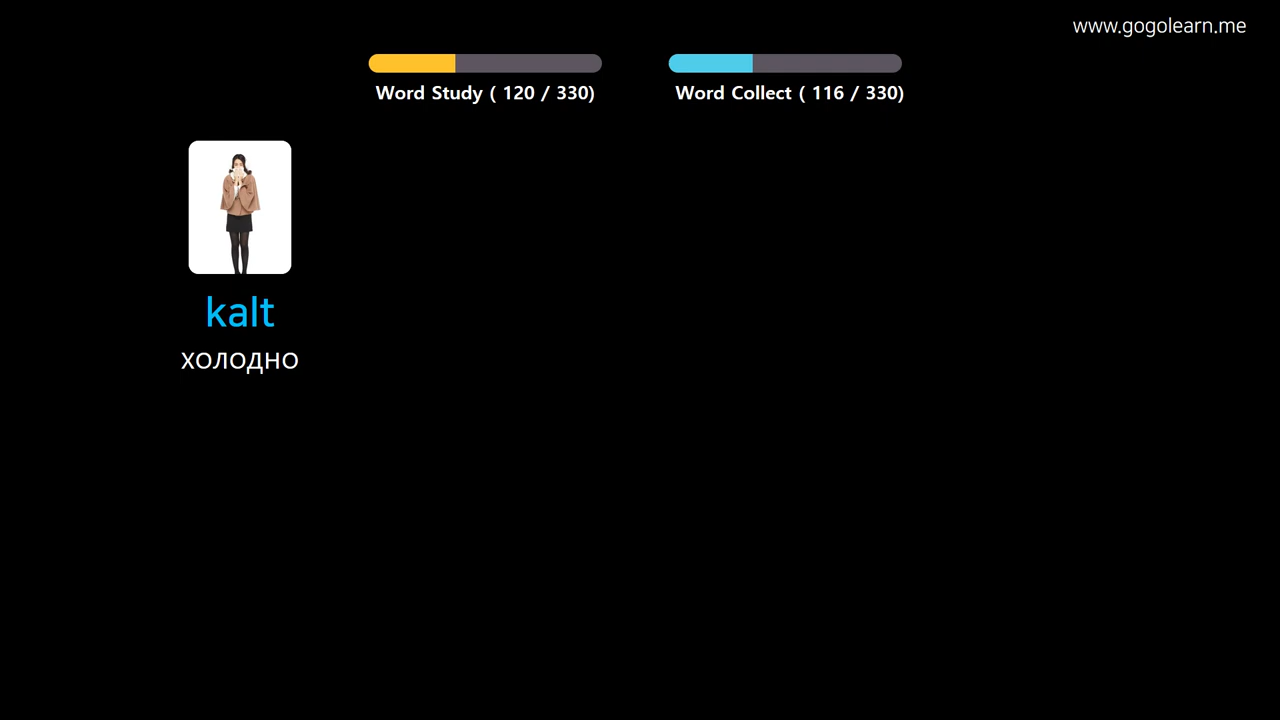 www.gogolearn.me
Word Study ( 120 / 330)
Word Collect ( 116 / 330)
kalt
холодно